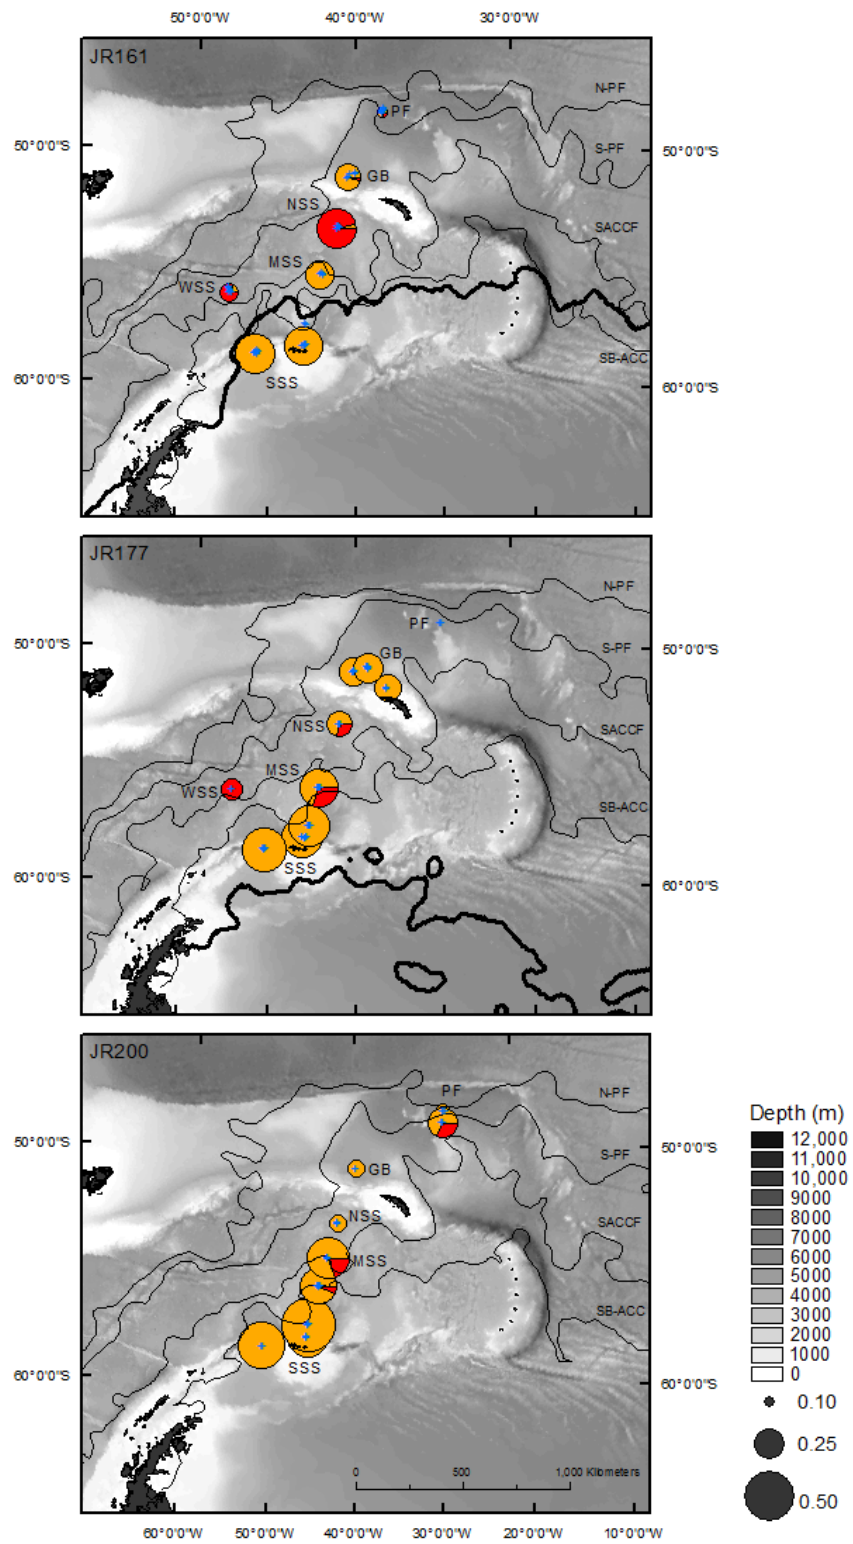 50°0'0"W 40°0'0"W 30°0'0"W
JR161
N-PF
PF
50°0'0"S
S-PF
50°0'0"S
GB
NSS
SACCF
MSS
WSS
SB-ACC
60°0'0"S
SSS
60°0'0"S
JR177
N-PF
PF
50°0'0"S
S-PF
50°0'0"S
GB
NSS
SACCF
MSS
WSS
SB-ACC
SSS
60°0'0"S
60°0'0"S
JR200
PF
N-PF
50°0'0"S
S-PF
50°0'0"S
GB
NSS
SACCF
MSS
SB-ACC
SSS
60°0'0"S
60°0'0"S
0 500 1,000 Kilometers
60°0'0"W 50°0'0"W 40°0'0"W 30°0'0"W 20°0'0"W 10°0'0"W
Depth (m)
12,000
11,000
10,000
9000
8000
7000
6000
5000
4000
3000
2000
1000
0
0.10
0.25
0.50